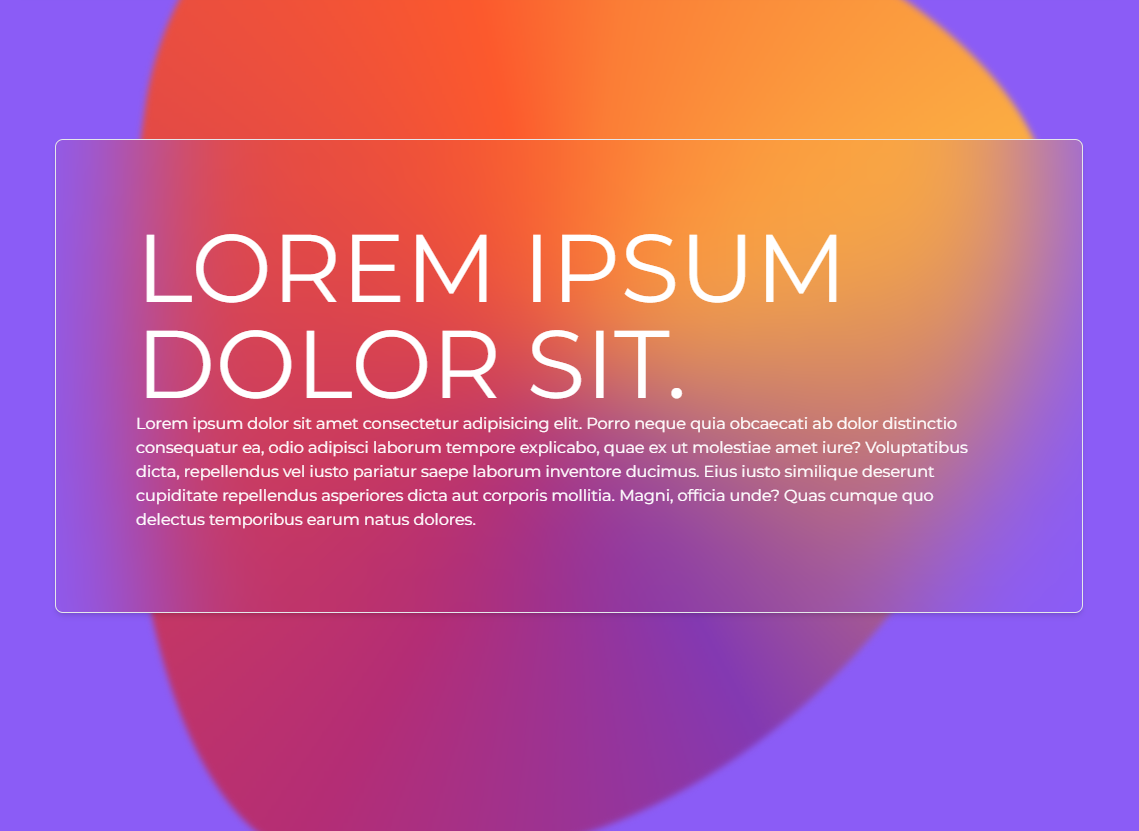 LOREM IPSUM
DOLOR SIT.
Lorem ipsum dolor sit amet consectetur adipisicing elit. Porro neque quia obcaecati ab dolor distinctio
consequatur ea, odio adipisci laborum tempore explicabo, quae ex ut molestiae amet iure? Voluptatibus
dicta, repellendus vel iusto pariatur saepe laborum inventore ducimus. Eius iusto similique deserunt
cupiditate repellendus asperiores dicta aut corporis mollitia. Magni, officia unde? Quas cumque quo
delectus temporibus earum natus dolores.